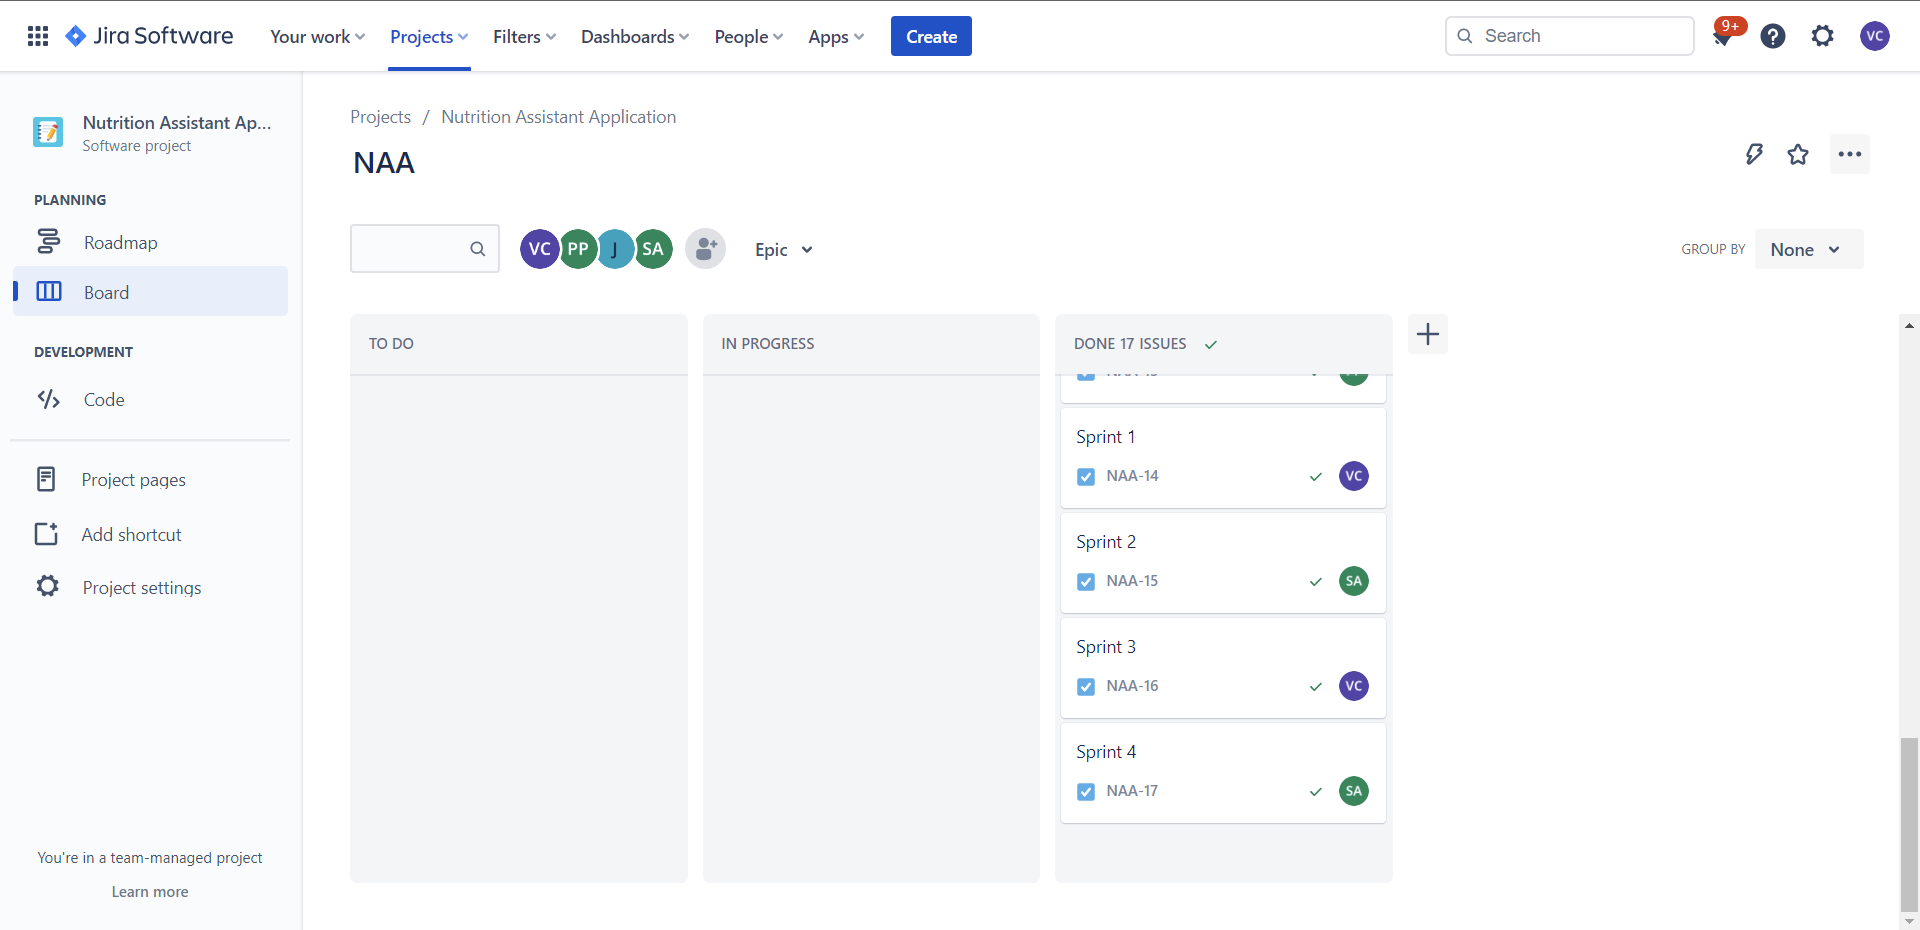 Jira Software
Your work
Projects
Filters
Dashboards
People
Apps
Create
Search
9+
VC
Nutrition Assistant Ap...
Software project
PLANNING
Roadmap
Board
DEVELOPMENT
Code
Project pages
Add shortcut
Project settings
You're in a team-managed project
Learn more
Projects / Nutrition Assistant Application
NAA
VC PP J SA
Epic
GROUP BY
None
TO DO
IN PROGRESS
DONE 17 ISSUES
Sprint 1
NAA-14
VC
Sprint 2
NAA-15
SA
Sprint 3
NAA-16
VC
Sprint 4
NAA-17
SA